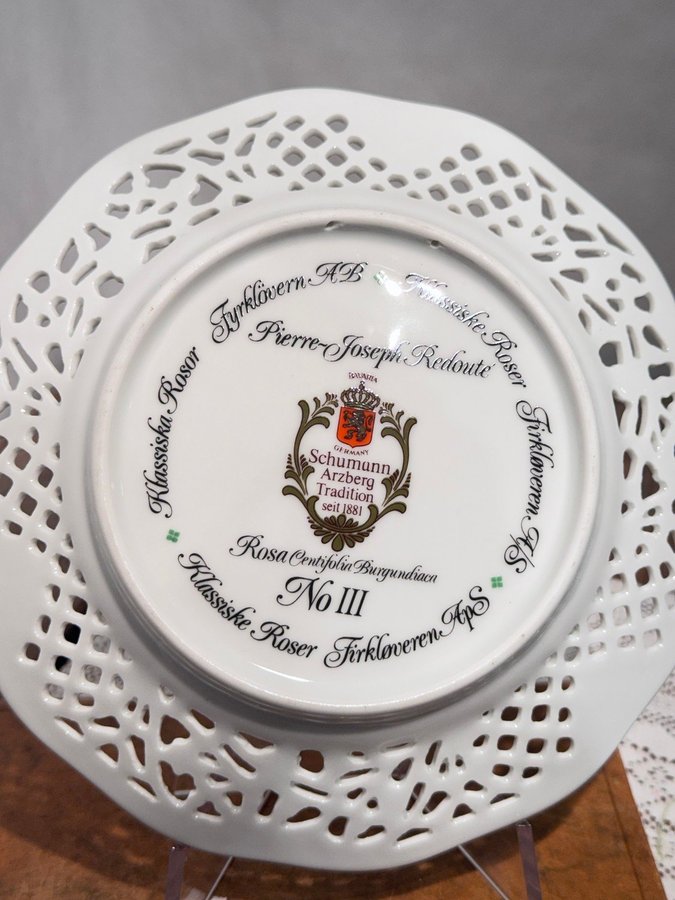 Klassiska Rosor Fyrklövern AB
Klassiske Roser Firkløveren A/S
Pierre-Joseph Redouté
BAVARIA
GERMANY
Schumann
Arzberg
Tradition
seit 1881
Rosa Centifolia Burgundiaca
No III
Klassiske Roser Firkløveren ApS